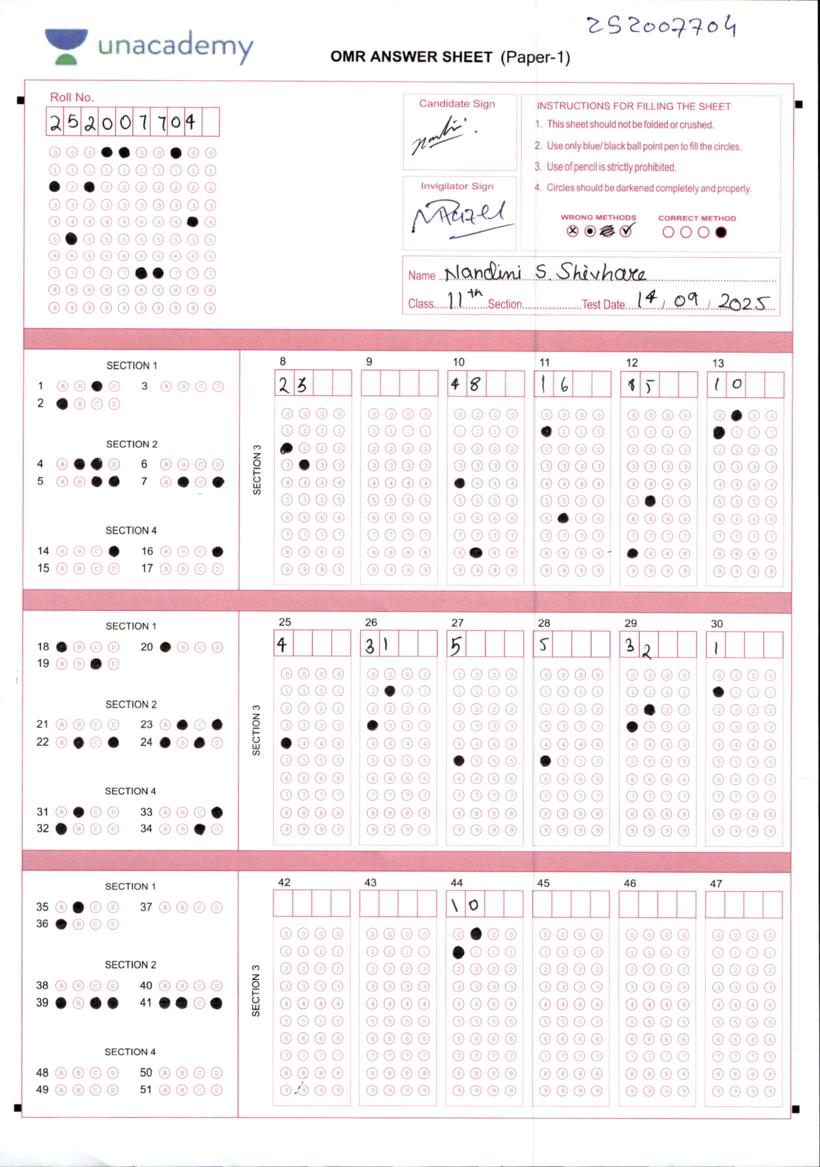 252007704
unacademy
OMR ANSWER SHEET (Paper-1)
Roll No.
2 5 2 0 0 7 7 0 4
Candidate Sign
Invigilator Sign
INSTRUCTIONS FOR FILLING THE SHEET
1. This sheet should not be folded or crushed.
2. Use only blue/ black ball point pen to fill the circles.
3. Use of pencil is strictly prohibited.
4. Circles should be darkened completely and properly.
WRONG METHODS CORRECT METHOD
Name Nandini S. Shivhare
Class 11th Section Test Date 14 / 09 / 2025
SECTION 1
1 A B D 3 A B C D
2 B C D
SECTION 2
4 A D 6 A B C D
5 A B 7 A C
SECTION 4
14 A B C 16 A B C
15 A B C D 17 A B C D
SECTION 3
8 9 10 11 12 13
2 3 4 8 1 6 8 5 1 0
SECTION 1
18 B C D 20 B C D
19 A B D
SECTION 2
21 A B C D 23 A C
22 A C 24 B D
SECTION 4
31 A C D 33 A B C
32 B C D 34 A B D
SECTION 3
25 26 27 28 29 30
4 3 1 5 5 3 2 1
SECTION 1
35 A C D 37 A B C D
36 B C D
SECTION 2
38 A B C D 40 A B C D
39 B 41 C
SECTION 4
48 A B C D 50 A B C D
49 A B C D 51 A B C D
SECTION 3
42 43 44 45 46 47
1 0